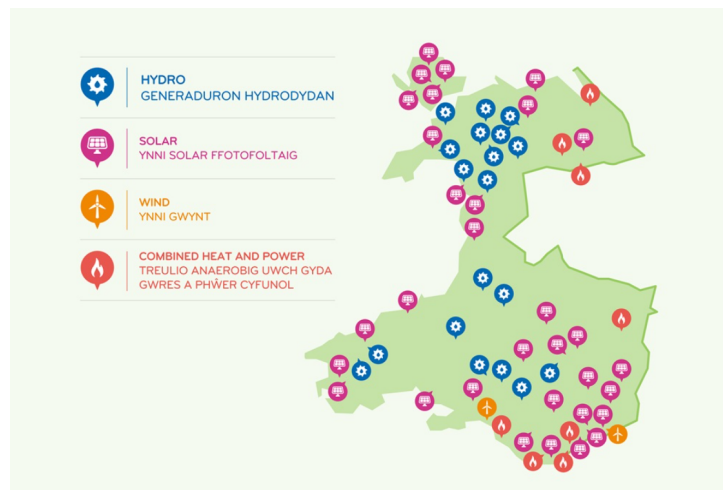 HYDRO
GENERADURON HYDRODYDAN
SOLAR
YNNI SOLAR FFOTOFOLTAIG
WIND
YNNI GWYNT
COMBINED HEAT AND POWER
TREULIO ANAEROBIG UWCH GYDA
GWRES A PHŴER CYFUNOL